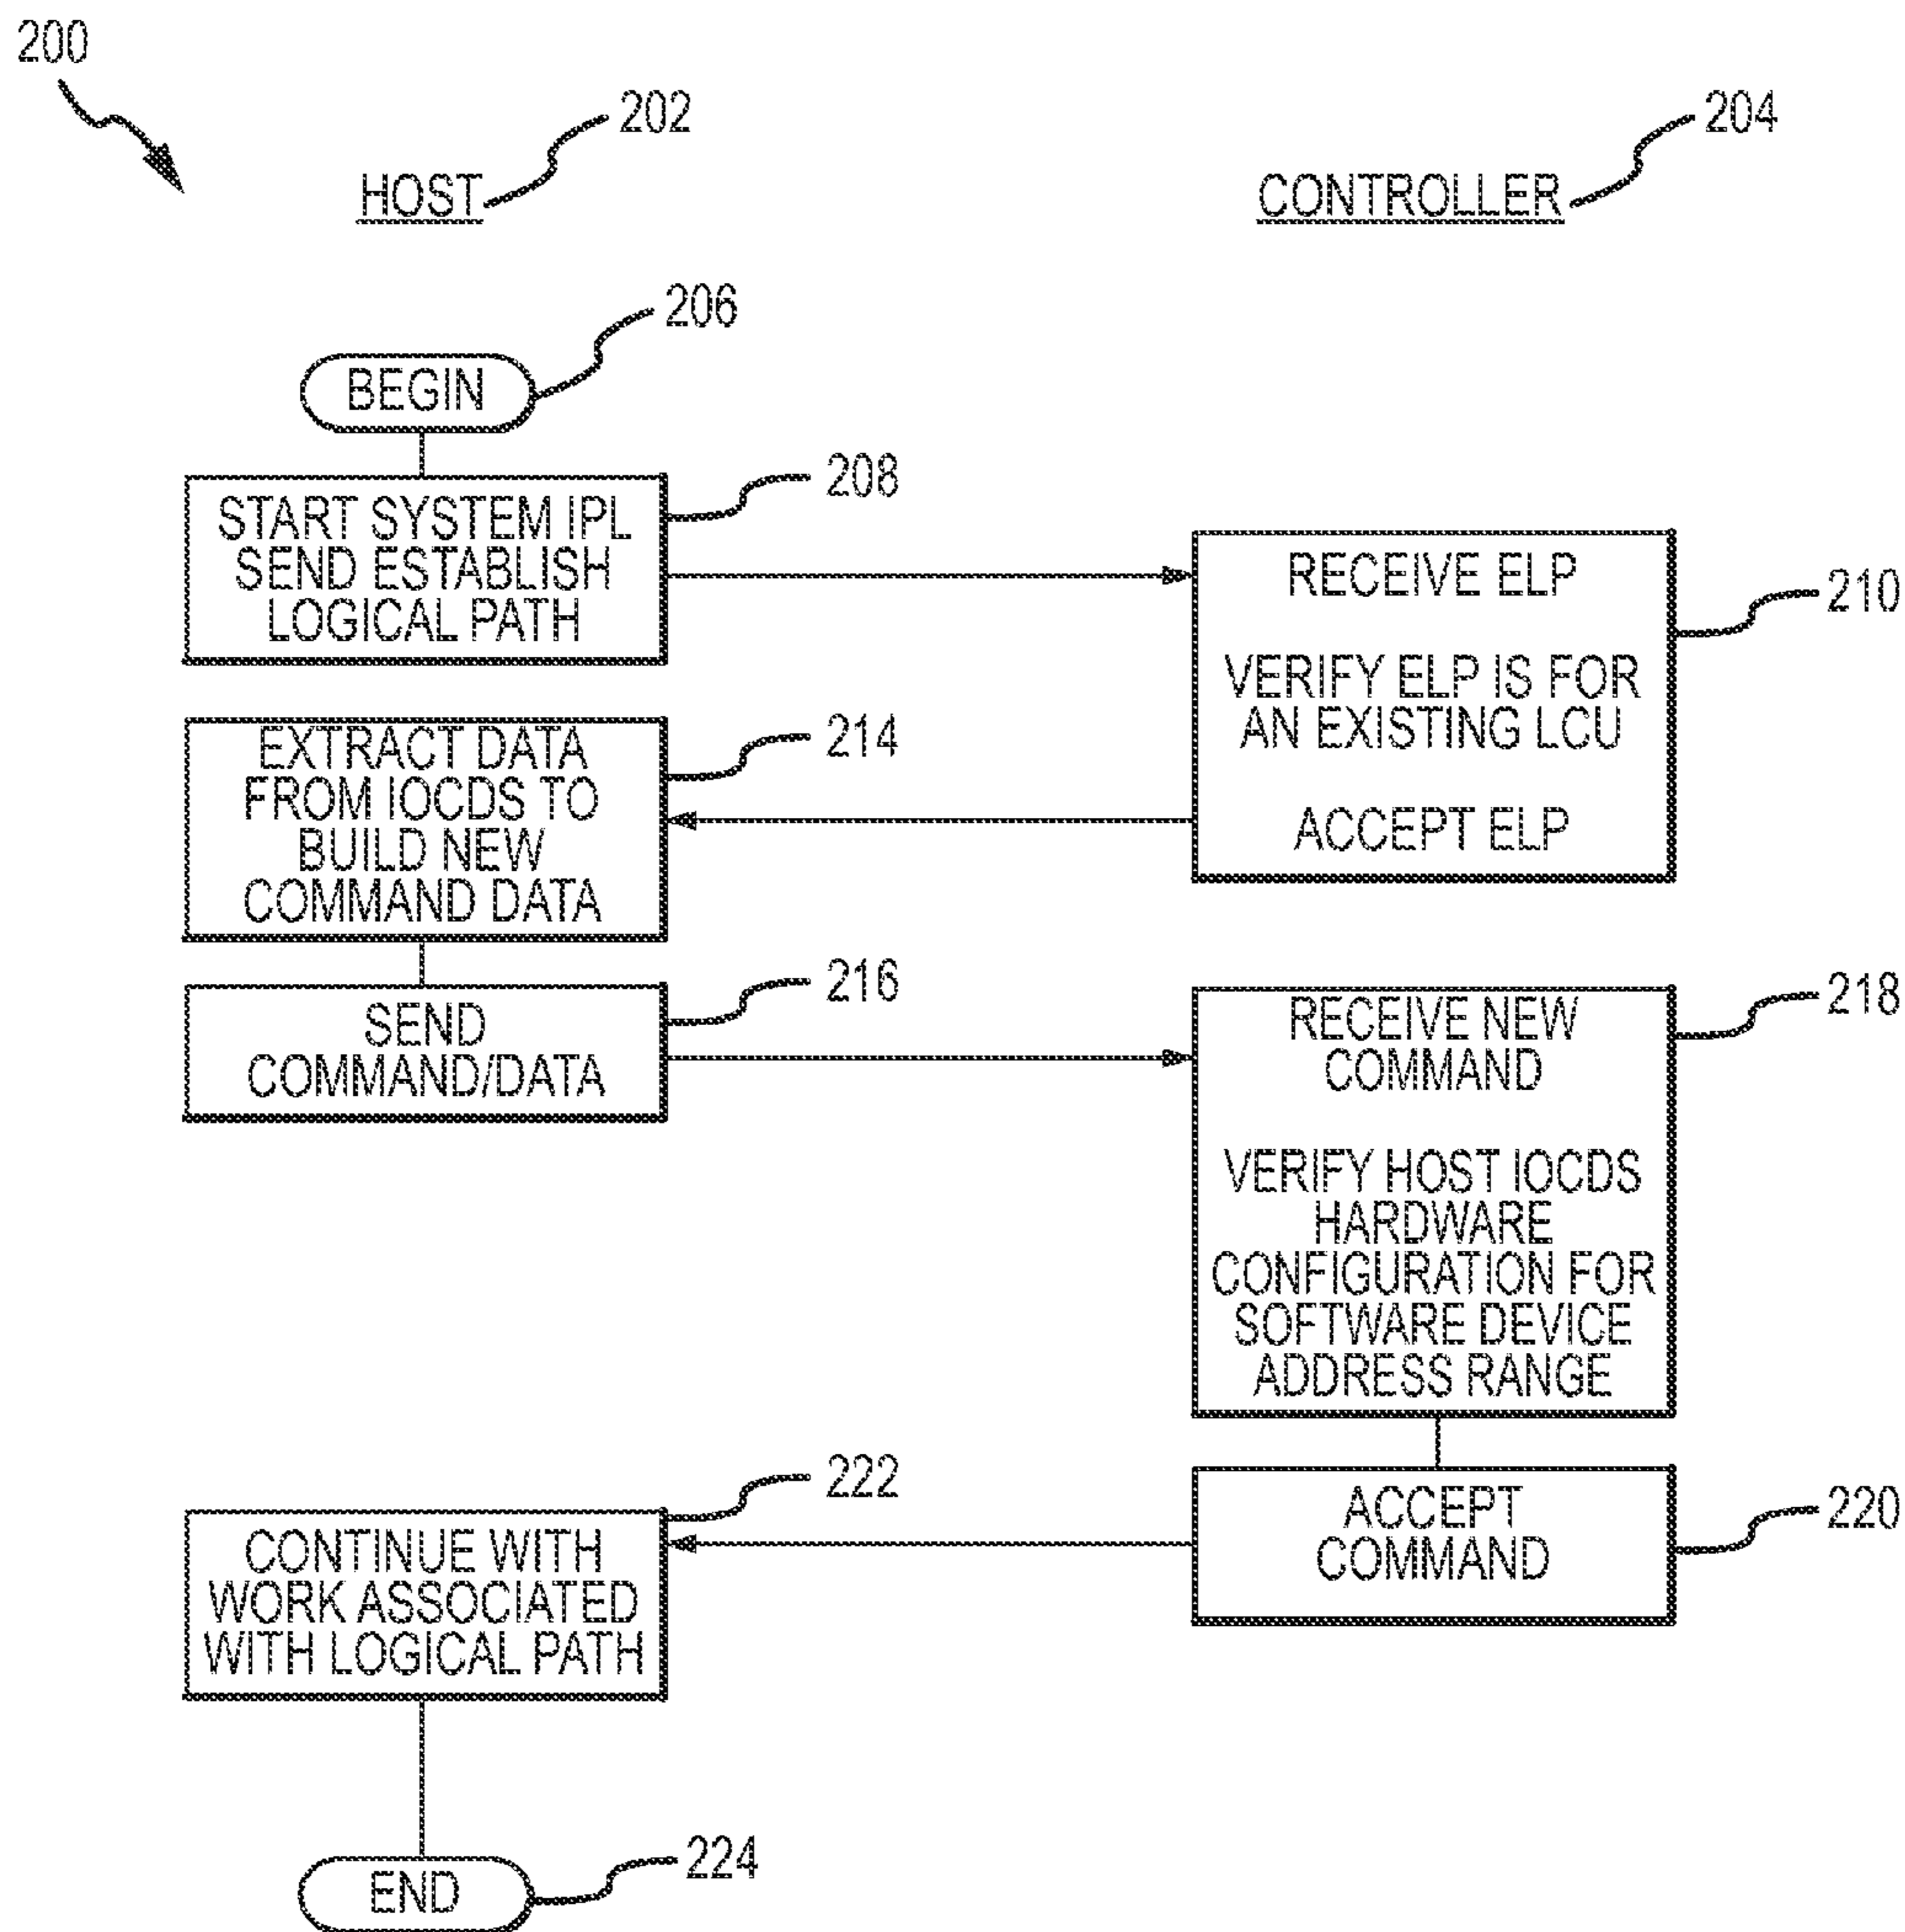 200
202
204
HOST
CONTROLLER
206
BEGIN
208
START SYSTEM IPL
SEND ESTABLISH
LOGICAL PATH
RECEIVE ELP
VERIFY ELP IS FOR
AN EXISTING LCU
ACCEPT ELP
210
214
EXTRACT DATA
FROM IOCDS TO
BUILD NEW
COMMAND DATA
216
SEND
COMMAND/DATA
218
RECEIVE NEW
COMMAND
VERIFY HOST IOCDS
HARDWARE
CONFIGURATION FOR
SOFTWARE DEVICE
ADDRESS RANGE
220
ACCEPT
COMMAND
222
CONTINUE WITH
WORK ASSOCIATED
WITH LOGICAL PATH
224
END